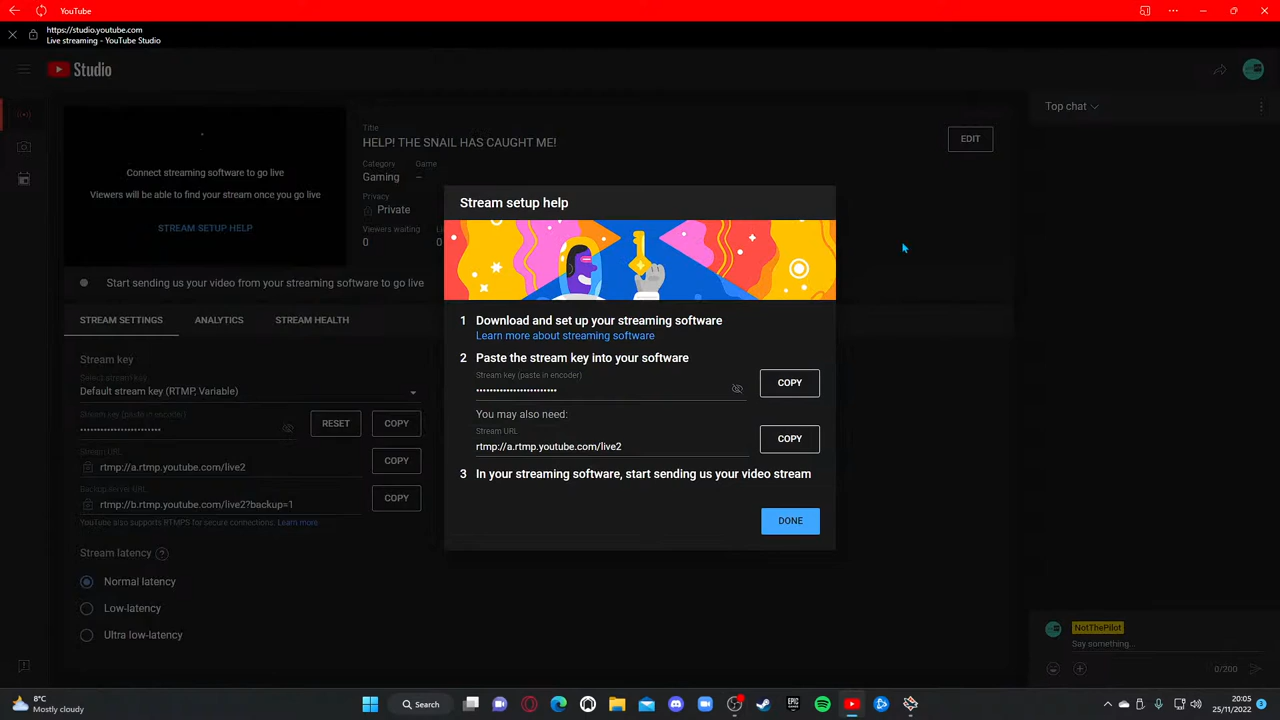 YouTube
https://studio.youtube.com
Live streaming - YouTube Studio
Studio
Connect streaming software to go live
Viewers will be able to find your stream once you go live
STREAM SETUP HELP
Title
HELP! THE SNAIL HAS CAUGHT ME!
Category Game
Gaming –
Privacy
Private
Viewers waiting
0 0
EDIT
Top chat
Start sending us your video from your streaming software to go live
STREAM SETTINGS ANALYTICS STREAM HEALTH
Stream key
Select stream key
Default stream key (RTMP, Variable)
Stream key (paste in encoder)
••••••••••••••••••••••••
RESET COPY
Stream URL
rtmp://a.rtmp.youtube.com/live2
COPY
Backup server URL
rtmp://b.rtmp.youtube.com/live2?backup=1
COPY
YouTube also supports RTMPS for secure connections. Learn more
Stream latency ?
Normal latency
Low-latency
Ultra low-latency
Stream setup help
1 Download and set up your streaming software
Learn more about streaming software
2 Paste the stream key into your software
Stream key (paste in encoder)
••••••••••••••••••••••••
COPY
You may also need:
Stream URL
rtmp://a.rtmp.youtube.com/live2
COPY
3 In your streaming software, start sending us your video stream
DONE
NotThePilot
Say something...
0/200
8°C
Mostly cloudy
Search
20:05
25/11/2022
3